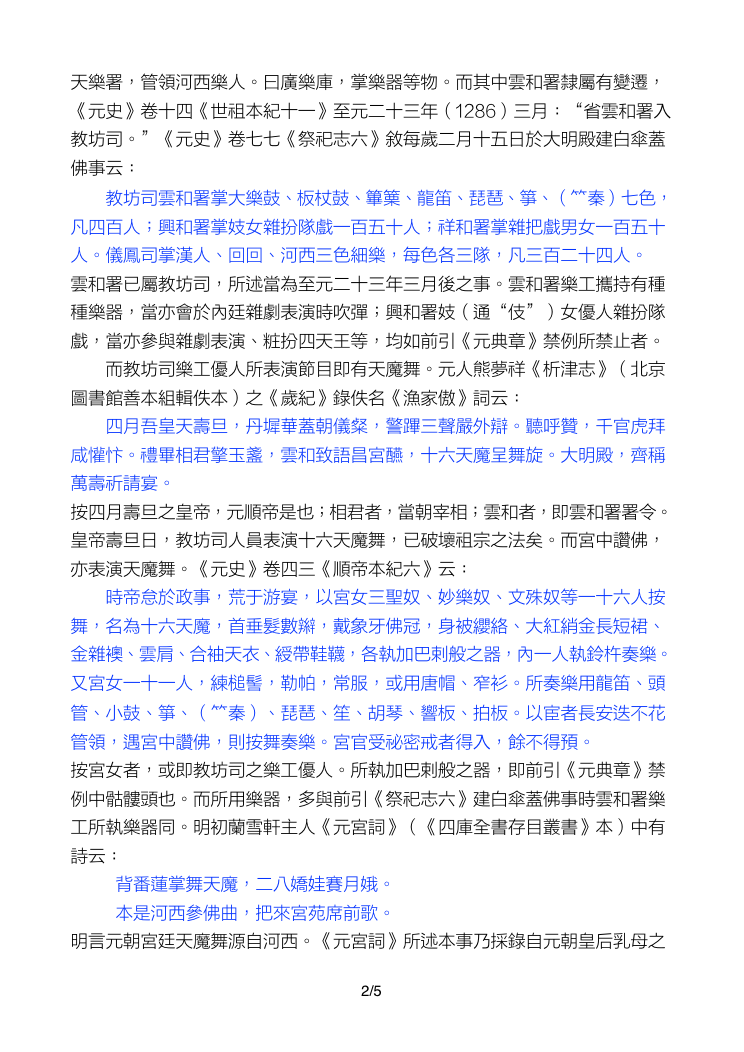 天樂署，管領河西樂人。曰廣樂庫，掌樂器等物。而其中雲和署隸屬有變遷，
《元史》卷十四《世祖本紀十一》至元二十三年（1286）三月：“省雲和署入
教坊司。”《元史》卷七七《祭祀志六》敘每歲二月十五日於大明殿建白傘蓋
佛事云：
教坊司雲和署掌大樂鼓、板杖鼓、篳篥、龍笛、琵琶、箏、（⺮秦）七色，
凡四百人；興和署掌妓女雜扮隊戲一百五十人；祥和署掌雜把戲男女一百五十
人。儀鳳司掌漢人、回回、河西三色細樂，每色各三隊，凡三百二十四人。
雲和署已屬教坊司，所述當為至元二十三年三月後之事。雲和署樂工攜持有種
種樂器，當亦會於內廷雜劇表演時吹彈；興和署妓（通“伎”）女優人雜扮隊
戲，當亦參與雜劇表演、粧扮四天王等，均如前引《元典章》禁例所禁止者。
而教坊司樂工優人所表演節目即有天魔舞。元人熊夢祥《析津志》（北京
圖書館善本組輯佚本）之《歲紀》錄佚名《漁家傲》詞云：
四月吾皇天壽旦，丹墀華蓋朝儀粲，警蹕三聲嚴外辯。聽呼贊，千官虎拜
咸懽忭。禮畢相君擎玉盞，雲和致語昌宮醼，十六天魔呈舞旋。大明殿，齊稱
萬壽祈請宴。
按四月壽旦之皇帝，元順帝是也；相君者，當朝宰相；雲和者，即雲和署署令。
皇帝壽旦日，教坊司人員表演十六天魔舞，已破壞祖宗之法矣。而宮中讚佛，
亦表演天魔舞。《元史》卷四三《順帝本紀六》云：
時帝怠於政事，荒于游宴，以宮女三聖奴、妙樂奴、文殊奴等一十六人按
舞，名為十六天魔，首垂髮數辮，戴象牙佛冠，身被纓絡、大紅綃金長短裙、
金雜襖、雲肩、合袖天衣、綬帶鞋韈，各執加巴剌般之器，內一人執鈴杵奏樂。
又宮女一十一人，練槌髻，勒帕，常服，或用唐帽、窄衫。所奏樂用龍笛、頭
管、小鼓、箏、（⺮秦）、琵琶、笙、胡琴、響板、拍板。以宦者長安迭不花
管領，遇宮中讚佛，則按舞奏樂。宮官受祕密戒者得入，餘不得預。
按宮女者，或即教坊司之樂工優人。所執加巴剌般之器，即前引《元典章》禁
例中骷髏頭也。而所用樂器，多與前引《祭祀志六》建白傘蓋佛事時雲和署樂
工所執樂器同。明初蘭雪軒主人《元宮詞》（《四庫全書存目叢書》本）中有
詩云：
背番蓮掌舞天魔，二八嬌娃賽月娥。
本是河西參佛曲，把來宮苑席前歌。
明言元朝宮廷天魔舞源自河西。《元宮詞》所述本事乃採錄自元朝皇后乳母之
2/5